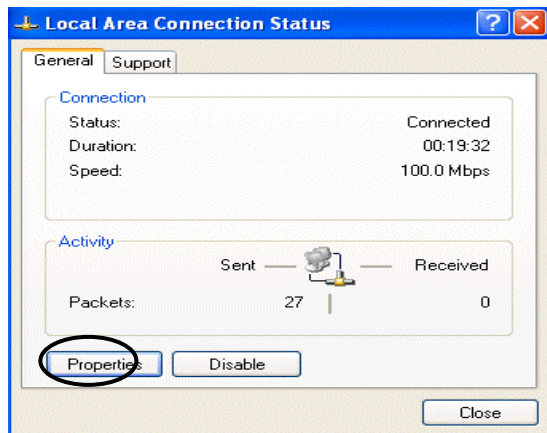 Local Area Connection Status
General Support
Connection
Status: Connected
Duration: 00:19:32
Speed: 100.0 Mbps
Activity
Sent Received
Packets: 27 0
Properties Disable
Close